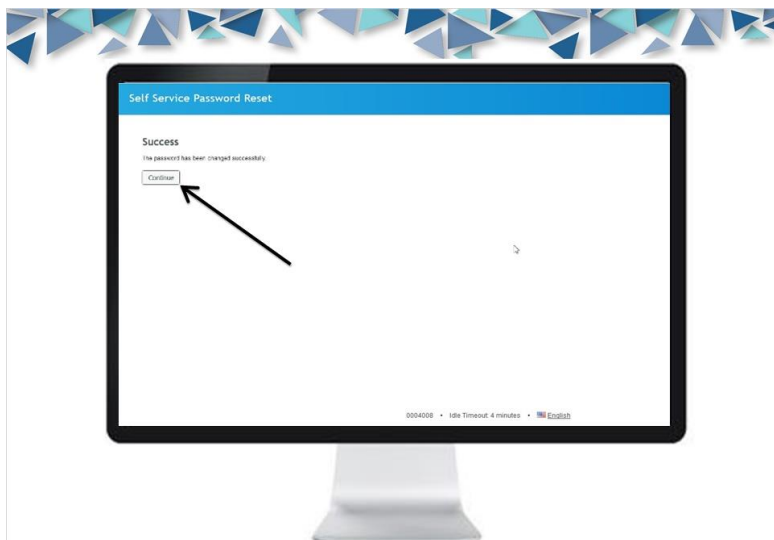 Self Service Password Reset
Success
The password has been changed successfully.
Continue
0004008 • Idle Timeout: 4 minutes • English